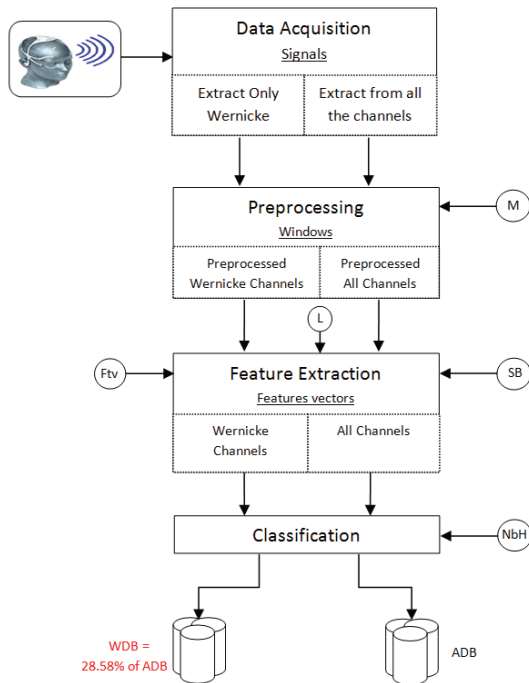 Data Acquisition
Signals
Extract Only
Wernicke
Extract from all
the channels
Preprocessing
Windows
M
Preprocessed
Wernicke Channels
Preprocessed
All Channels
L
Ftv
Feature Extraction
Features vectors
SB
Wernicke
Channels
All Channels
Classification
NbH
WDB =
28.58% of ADB
ADB